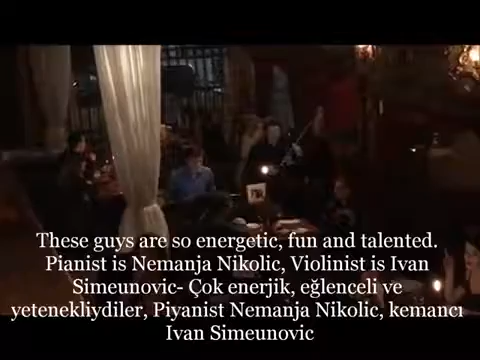 These guys are so energetic, fun and talented.
Pianist is Nemanja Nikolic, Violinist is Ivan
Simeunovic- Çok enerjik, eğlenceli ve
yetenekliydiler, Piyanist Nemanja Nikolic, kemancı
Ivan Simeunovic